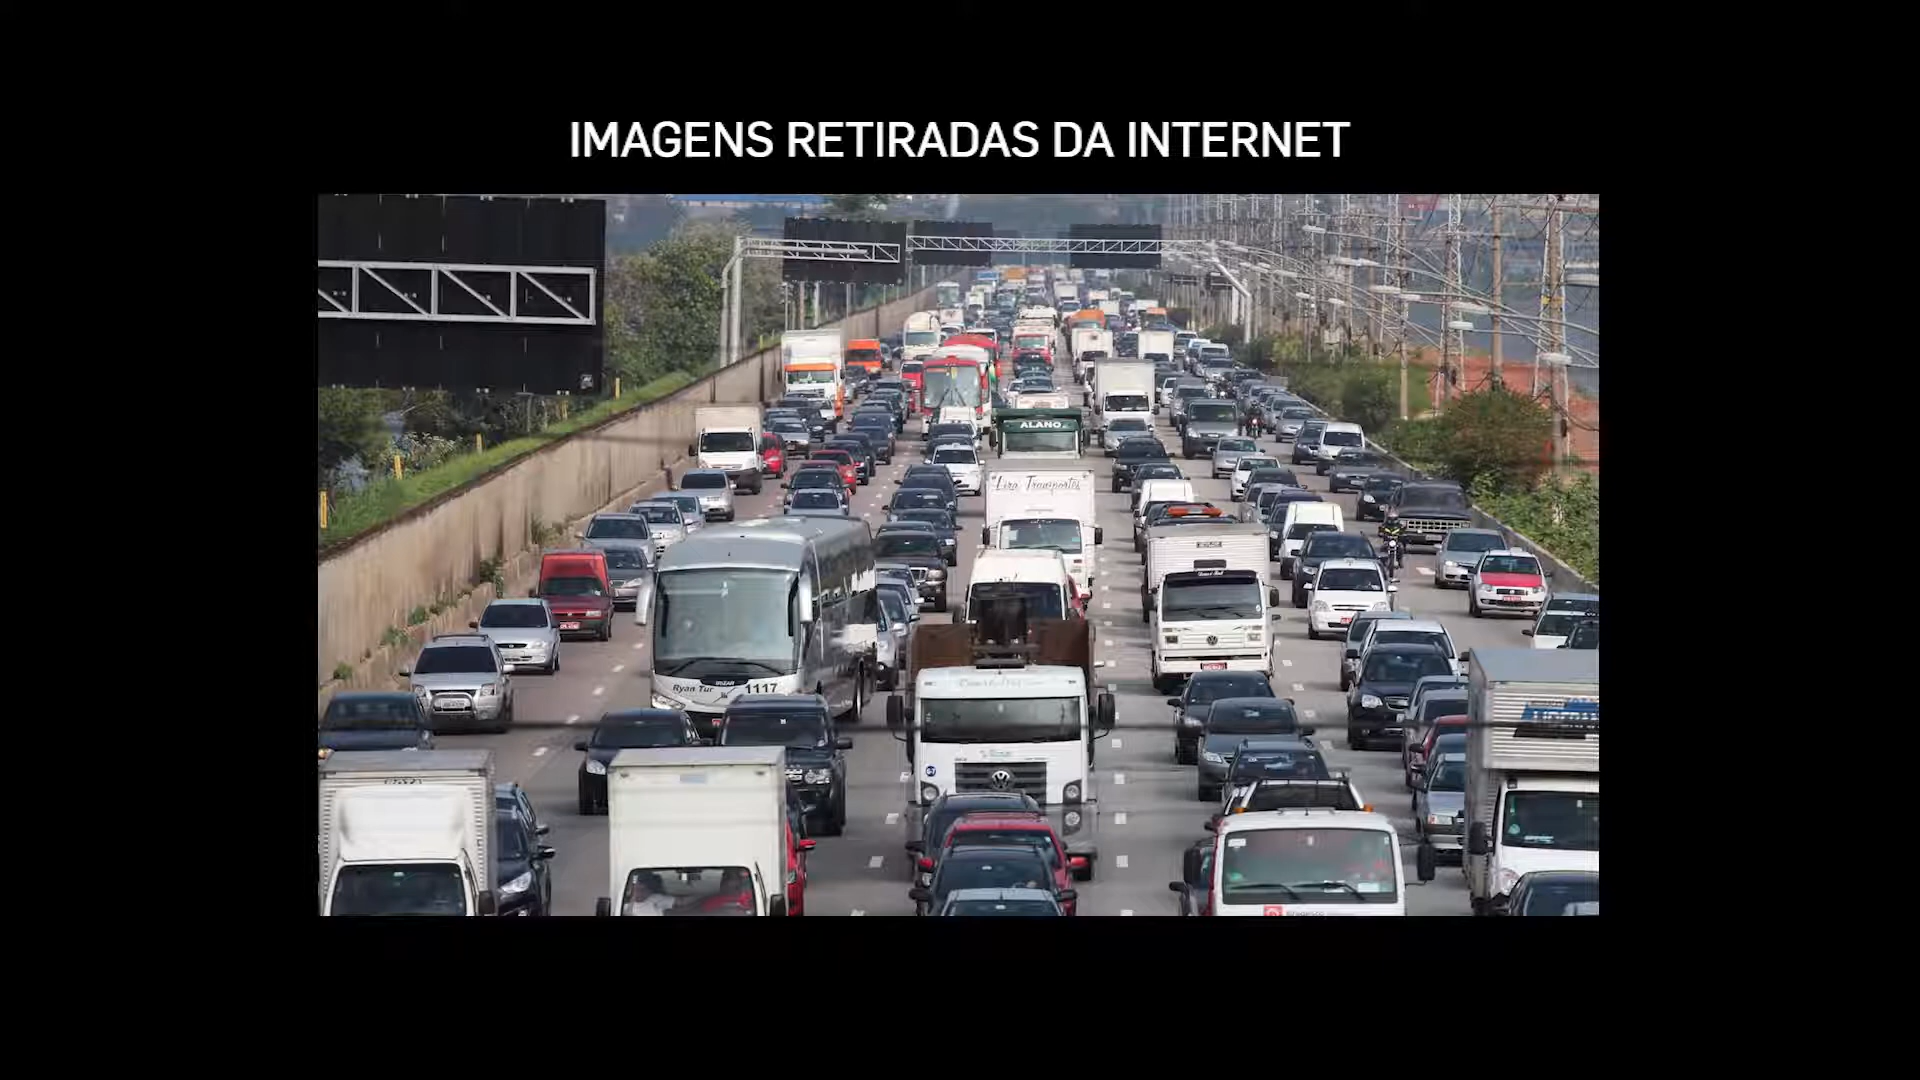 IMAGENS RETIRADAS DA INTERNET
ALANO
Lira Transportes
Ryan Tur
1117